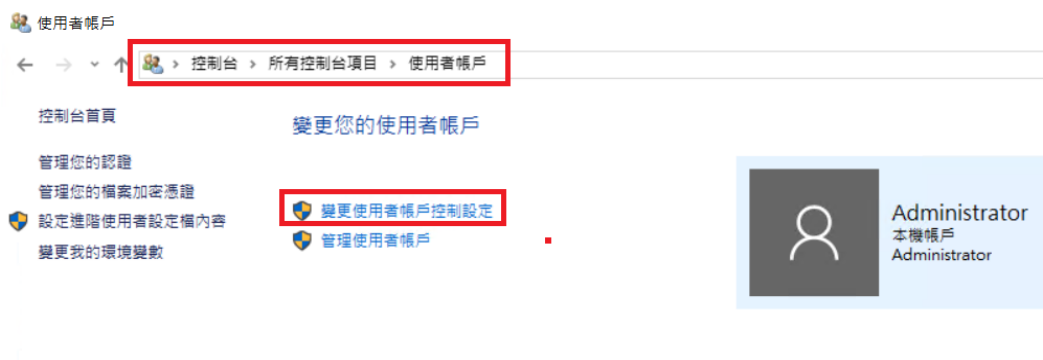 使用者帳戶
控制台 › 所有控制台項目 › 使用者帳戶
控制台首頁
管理您的認證
管理您的檔案加密憑證
設定進階使用者設定檔內容
變更我的環境變數
變更您的使用者帳戶
變更使用者帳戶控制設定
管理使用者帳戶
Administrator
本機帳戶
Administrator